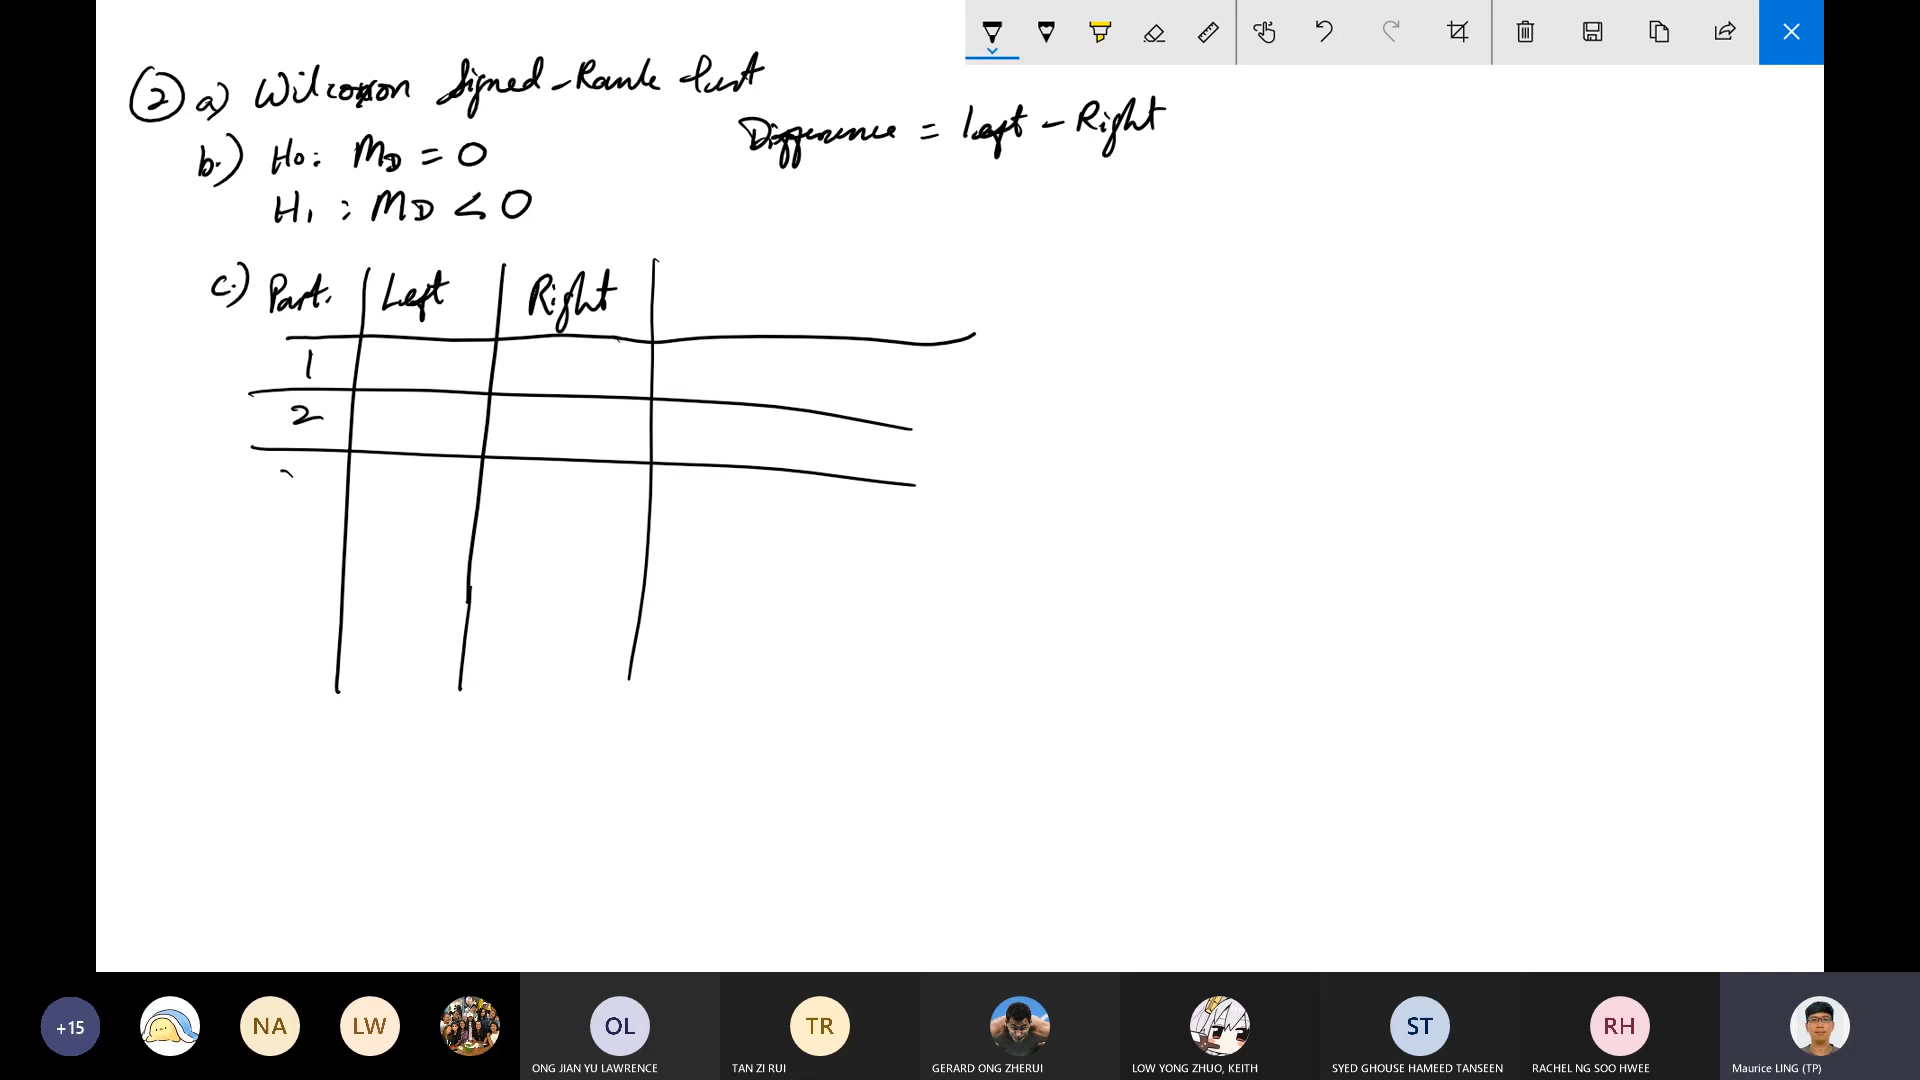 ② a) Wilcoxon Signed-Rank test
Difference = Left - Right
b.) H0: MD = 0
H1: MD < 0
c.) Part. Left Right
1
2
+15 NA LW OL TR ST RH
ONG JIAN YU LAWRENCE TAN ZI RUI GERARD ONG ZHERUI LOW YONG ZHUO, KEITH SYED GHOUSE HAMEED TANSEEN RACHEL NG SOO HWEE Maurice LING (TP)